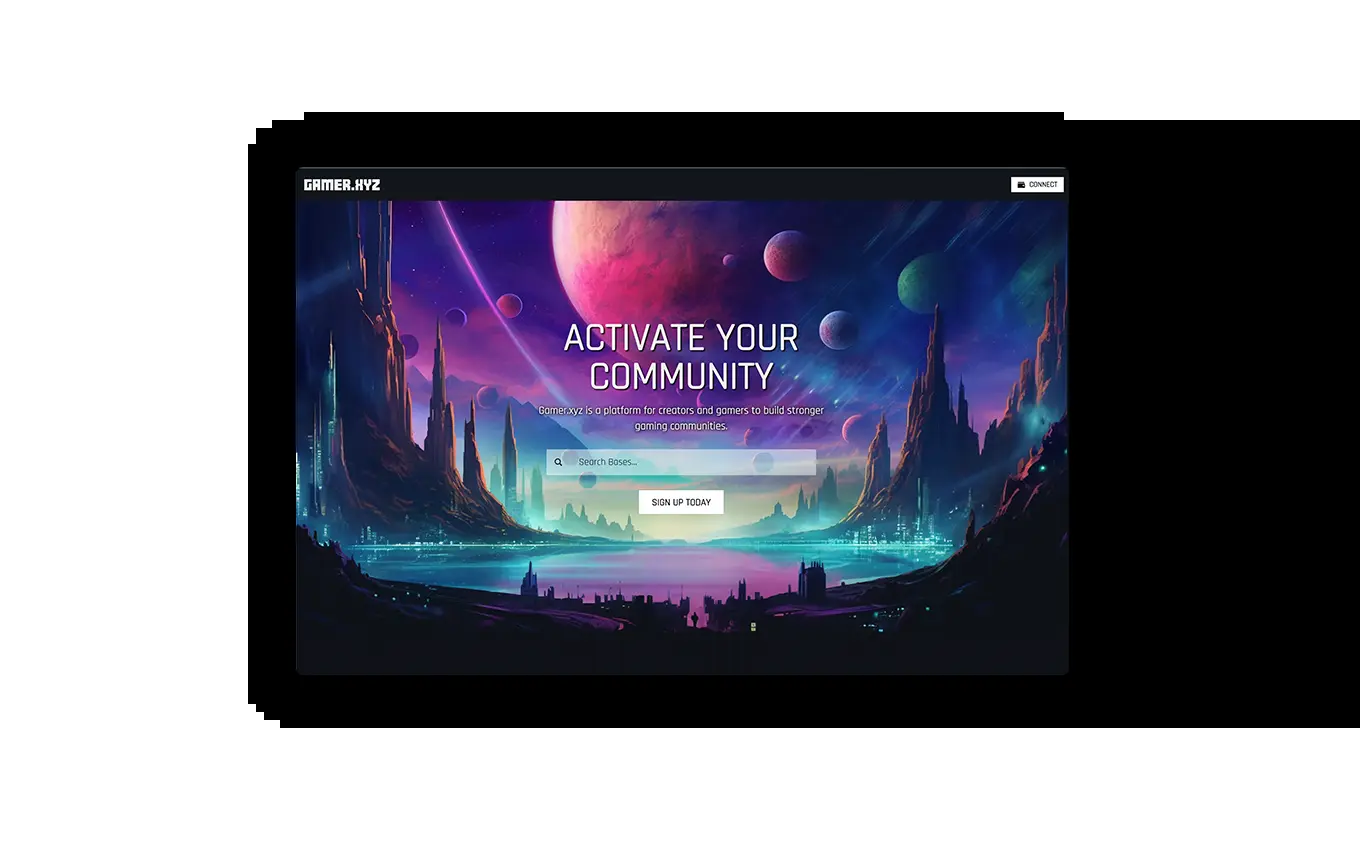 GAMER.XYZ
CONNECT
ACTIVATE YOUR
COMMUNITY
Gamer.xyz is a platform for creators and gamers to build stronger
gaming communities.
Search Bases...
SIGN UP TODAY